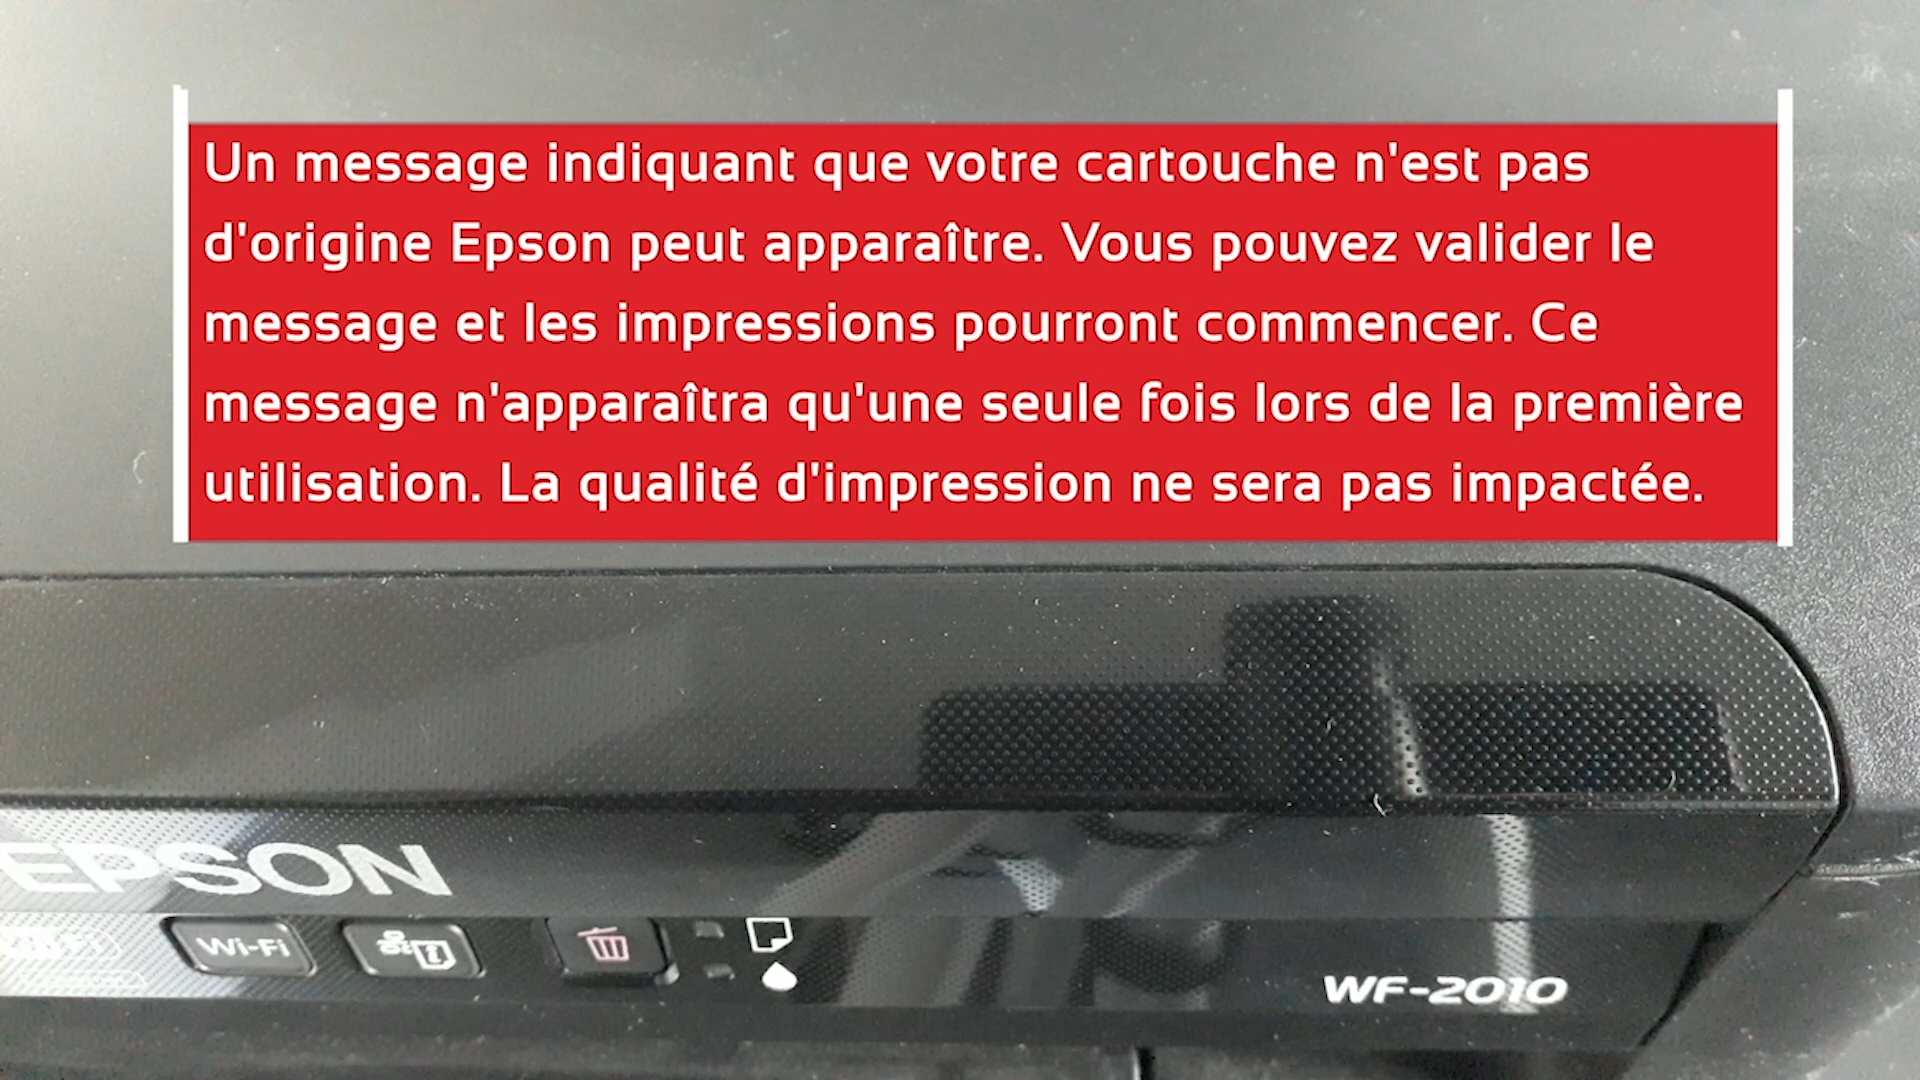 Un message indiquant que votre cartouche n'est pas
d'origine Epson peut apparaître. Vous pouvez valider le
message et les impressions pourront commencer. Ce
message n'apparaîtra qu'une seule fois lors de la première
utilisation. La qualité d'impression ne sera pas impactée.
EPSON
Wi-Fi
WF-2010